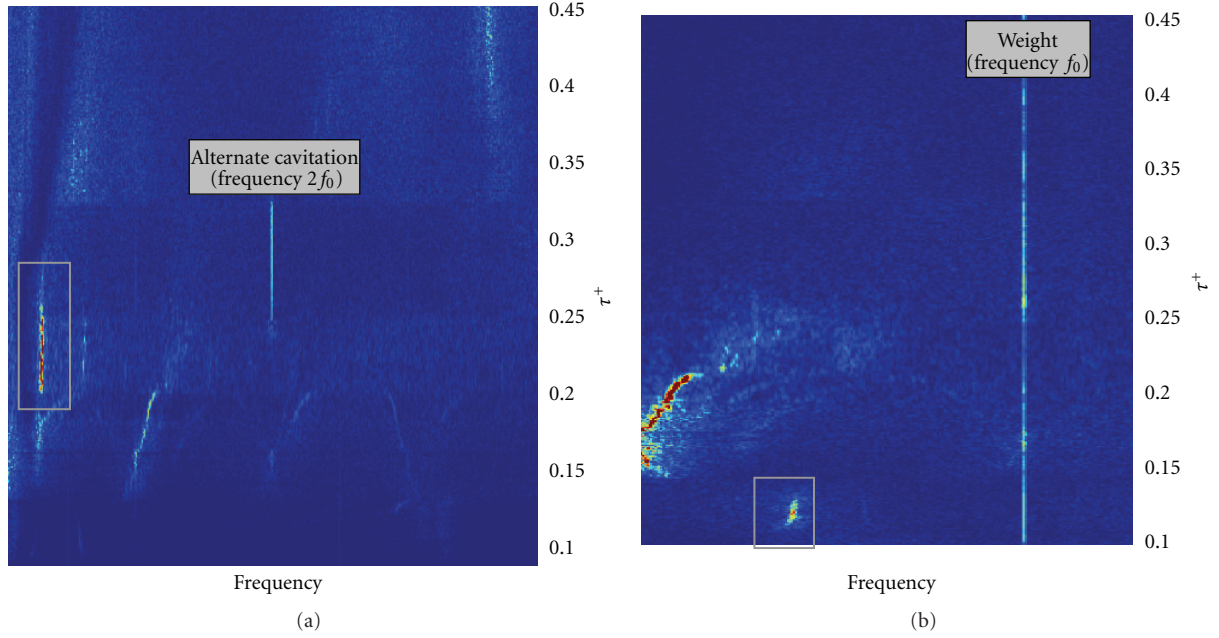 0.45
0.4
0.35
0.3
0.25
0.2
0.15
0.1
τ+
Alternate cavitation
(frequency 2f0)
Frequency
(a)
0.45
0.4
0.35
0.3
0.25
0.2
0.15
0.1
τ+
Weight
(frequency f0)
Frequency
(b)